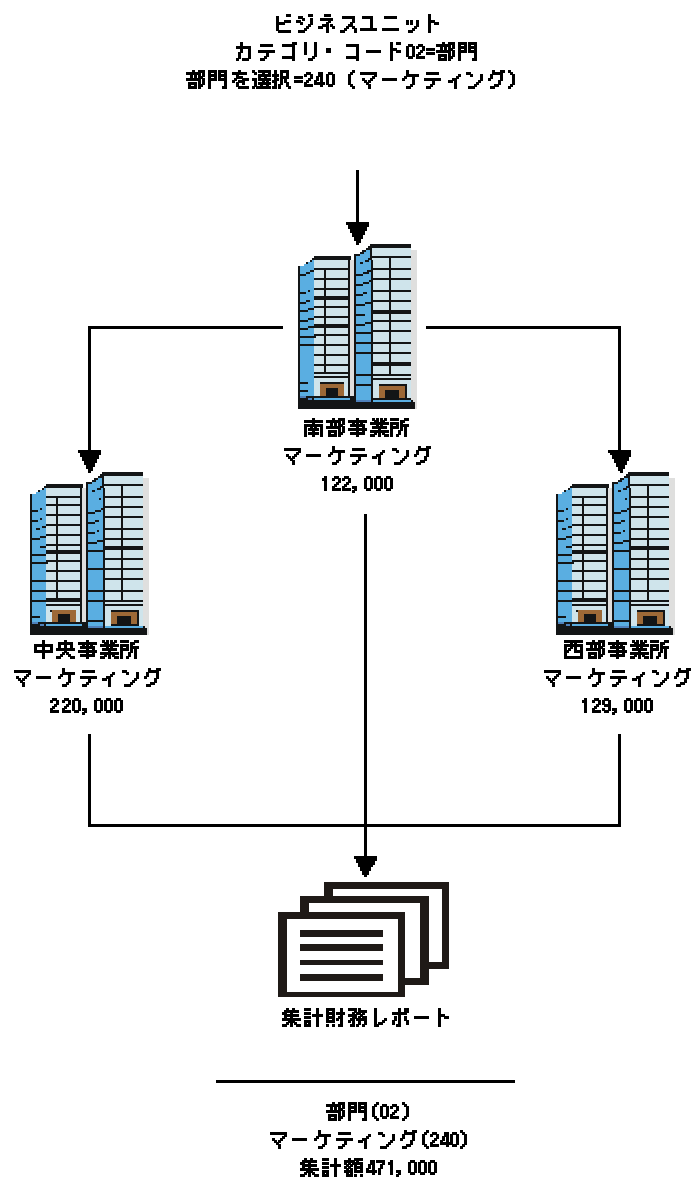 ビジネスユニット
カテゴリ・コード02=部門
部門を選択=240（マーケティング）
南部事業所
マーケティング
122,000
中央事業所
マーケティング
220,000
西部事業所
マーケティング
129,000
集計財務レポート
部門(02)
マーケティング(240)
集計額471,000